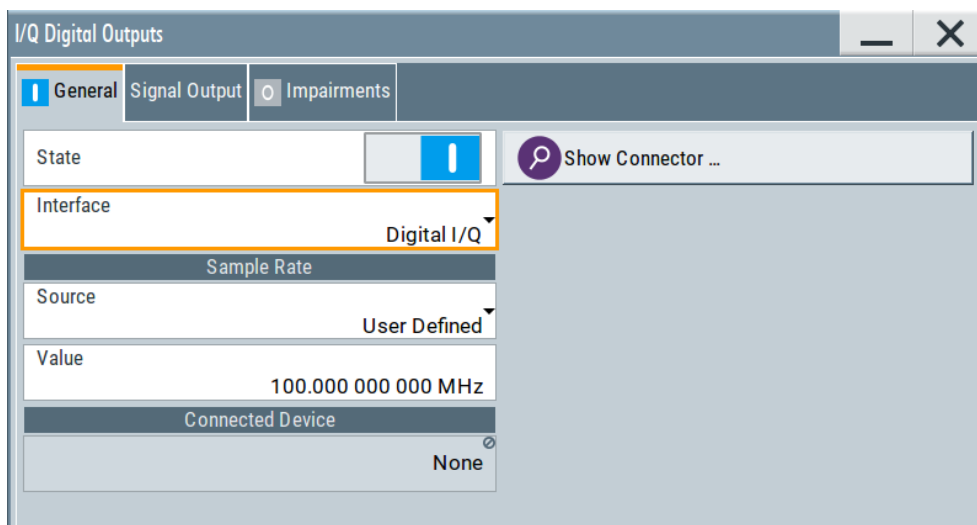 I/Q Digital Outputs
General
Signal Output
Impairments
State
Show Connector ...
Interface
Digital I/Q
Sample Rate
Source
User Defined
Value
100.000 000 000 MHz
Connected Device
None